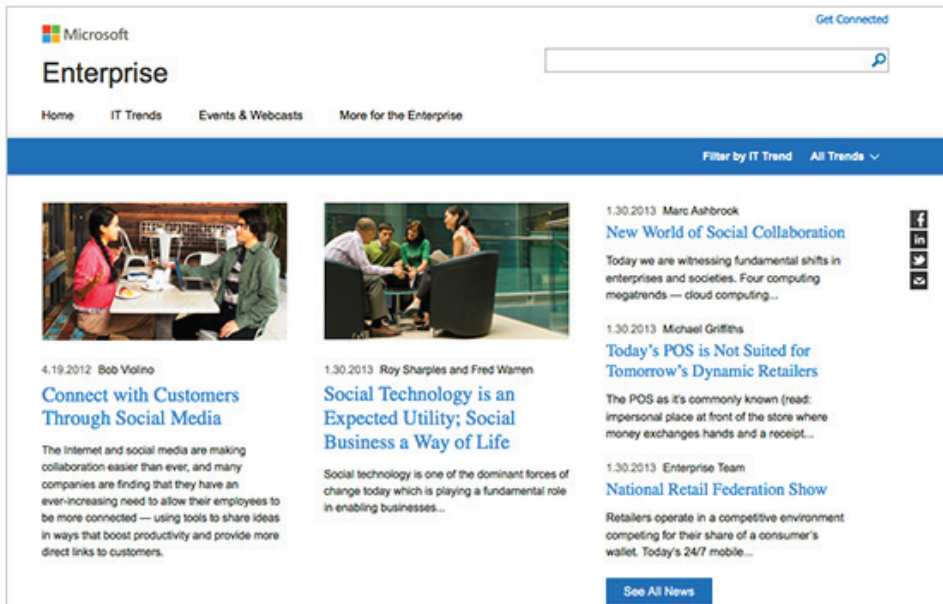 Get Connected
Microsoft
Enterprise
Home IT Trends Events & Webcasts More for the Enterprise
Filter by IT Trend All Trends
4.19.2012 Bob Violino
Connect with Customers
Through Social Media
The Internet and social media are making
collaboration easier than ever, and many
companies are finding that they have an
ever-increasing need to allow their employees to
be more connected — using tools to share ideas
in ways that boost productivity and provide more
direct links to customers.
1.30.2013 Roy Sharples and Fred Warren
Social Technology is an
Expected Utility; Social
Business a Way of Life
Social technology is one of the dominant forces of
change today which is playing a fundamental role
in enabling businesses...
1.30.2013 Marc Ashbrook
New World of Social Collaboration
Today we are witnessing fundamental shifts in
enterprises and societies. Four computing
megatrends — cloud computing...
1.30.2013 Michael Griffiths
Today's POS is Not Suited for
Tomorrow's Dynamic Retailers
The POS as it's commonly known (read:
impersonal place at front of the store where
money exchanges hands and a receipt...
1.30.2013 Enterprise Team
National Retail Federation Show
Retailers operate in a competitive environment
competing for their share of a consumer's
wallet. Today's 24/7 mobile...
See All News
f
in